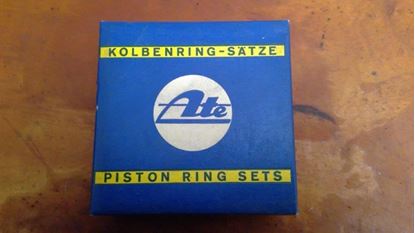 KOLBENRING-SÄTZE
Ate
PISTON RING SETS